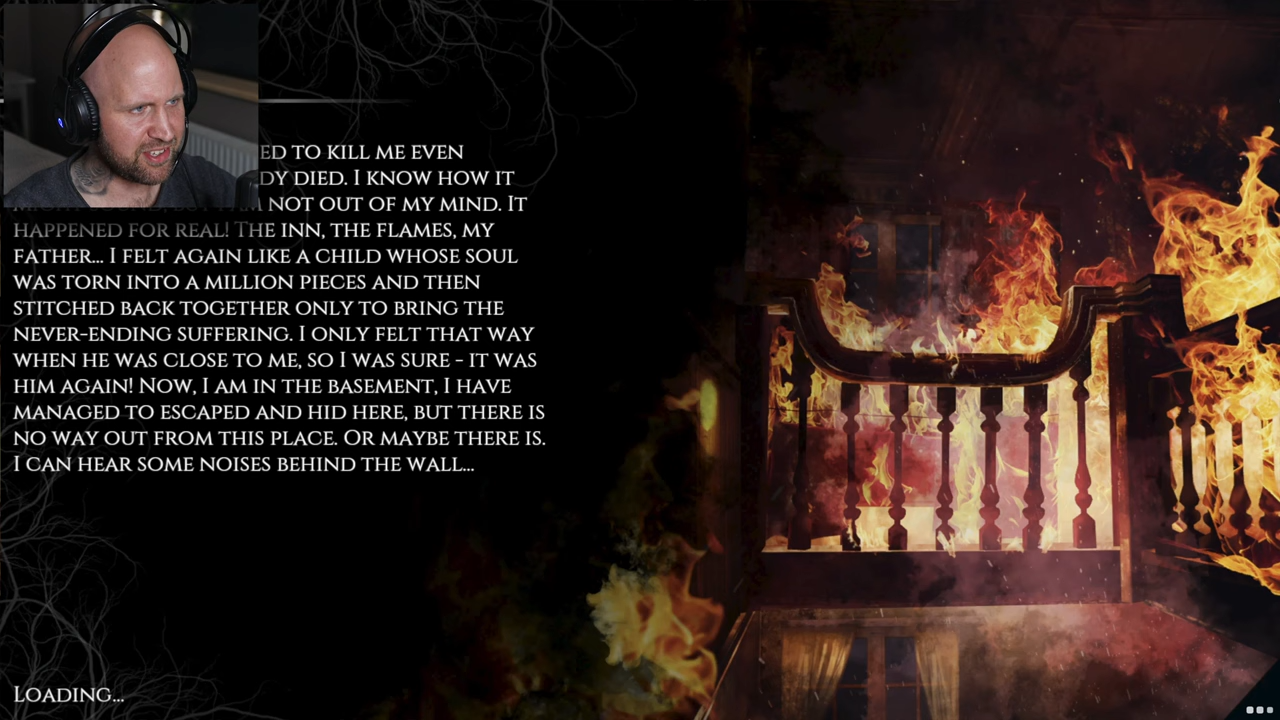 ED TO KILL ME EVEN
DY DIED. I KNOW HOW IT
NOT OUT OF MY MIND. IT
HAPPENED FOR REAL! THE INN, THE FLAMES, MY
FATHER... I FELT AGAIN LIKE A CHILD WHOSE SOUL
WAS TORN INTO A MILLION PIECES AND THEN
STITCHED BACK TOGETHER ONLY TO BRING THE
NEVER-ENDING SUFFERING. I ONLY FELT THAT WAY
WHEN HE WAS CLOSE TO ME, SO I WAS SURE - IT WAS
HIM AGAIN! NOW, I AM IN THE BASEMENT, I HAVE
MANAGED TO ESCAPED AND HID HERE, BUT THERE IS
NO WAY OUT FROM THIS PLACE. OR MAYBE THERE IS.
I CAN HEAR SOME NOISES BEHIND THE WALL...
LOADING...